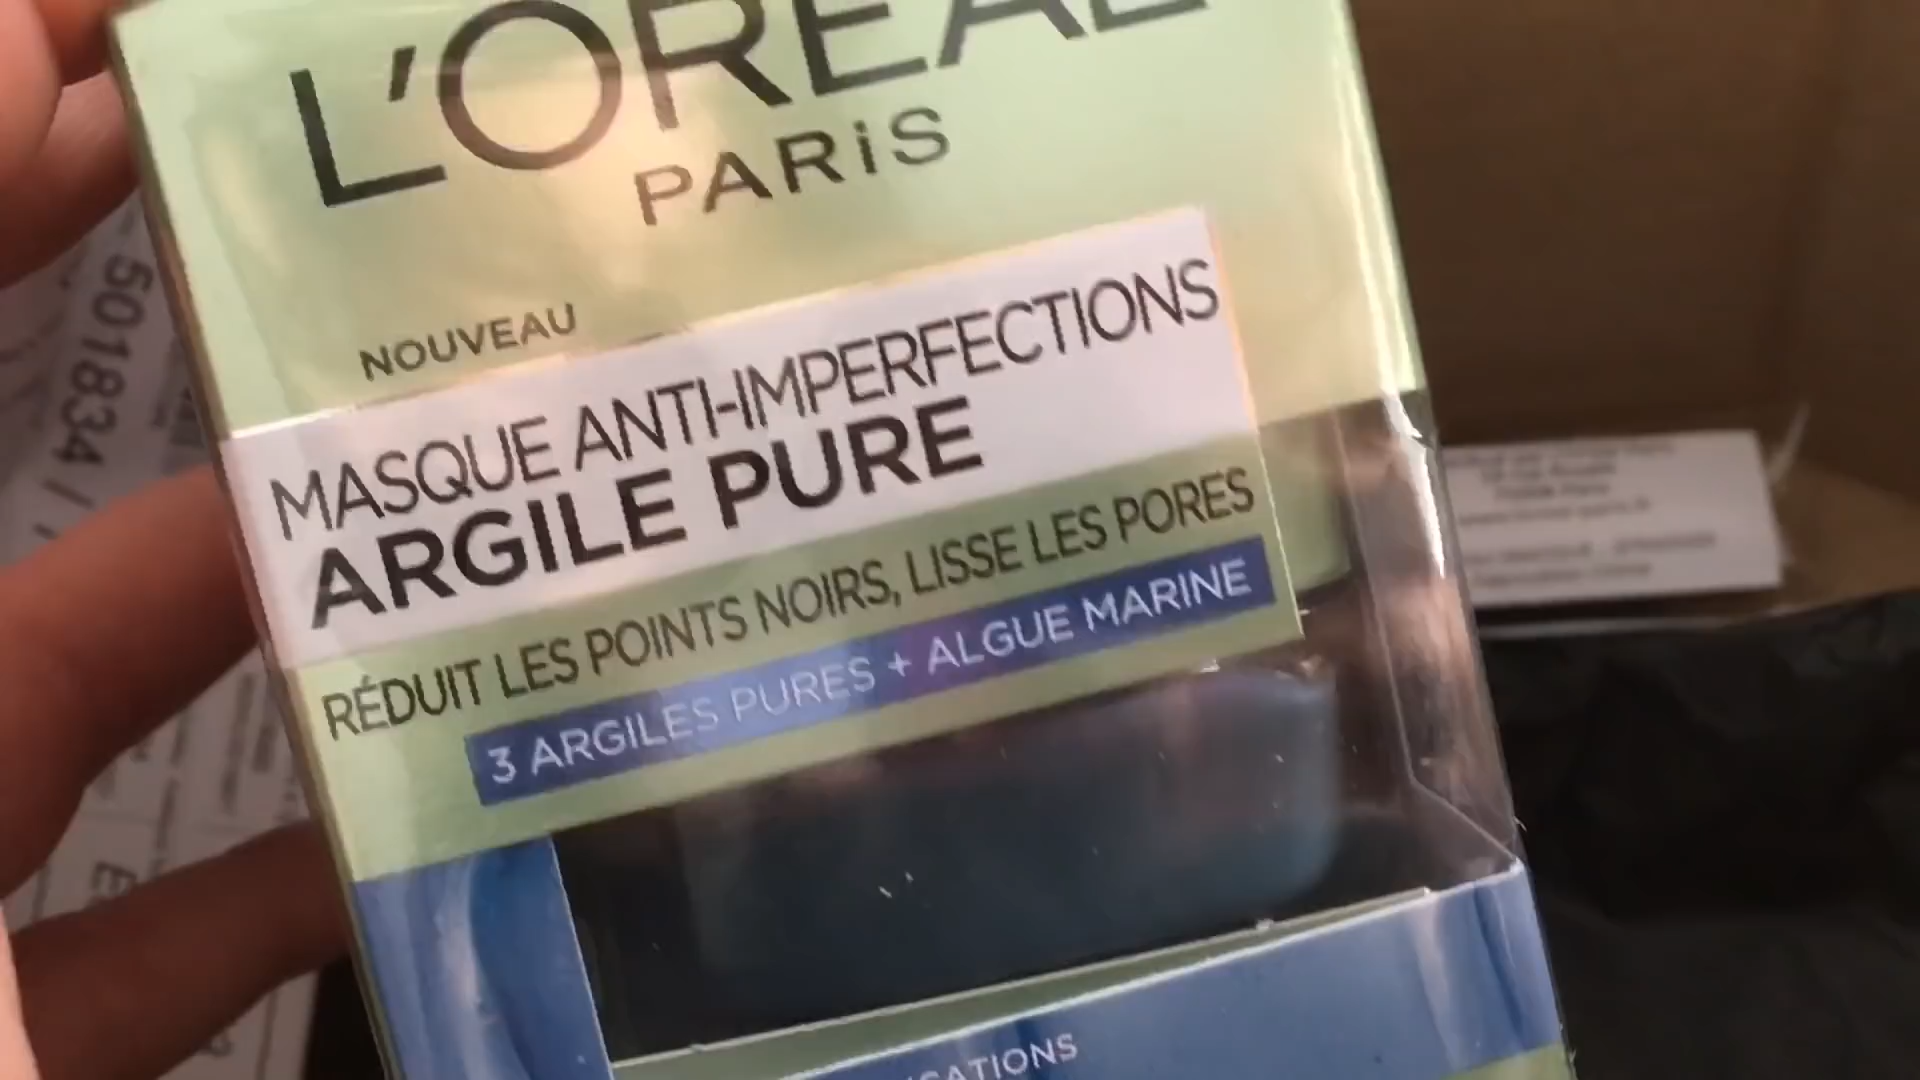 L'ORÉAL
PARIS
NOUVEAU
MASQUE ANTI-IMPERFECTIONS
ARGILE PURE
RÉDUIT LES POINTS NOIRS, LISSE LES PORES
3 ARGILES PURES + ALGUE MARINE
501834 /